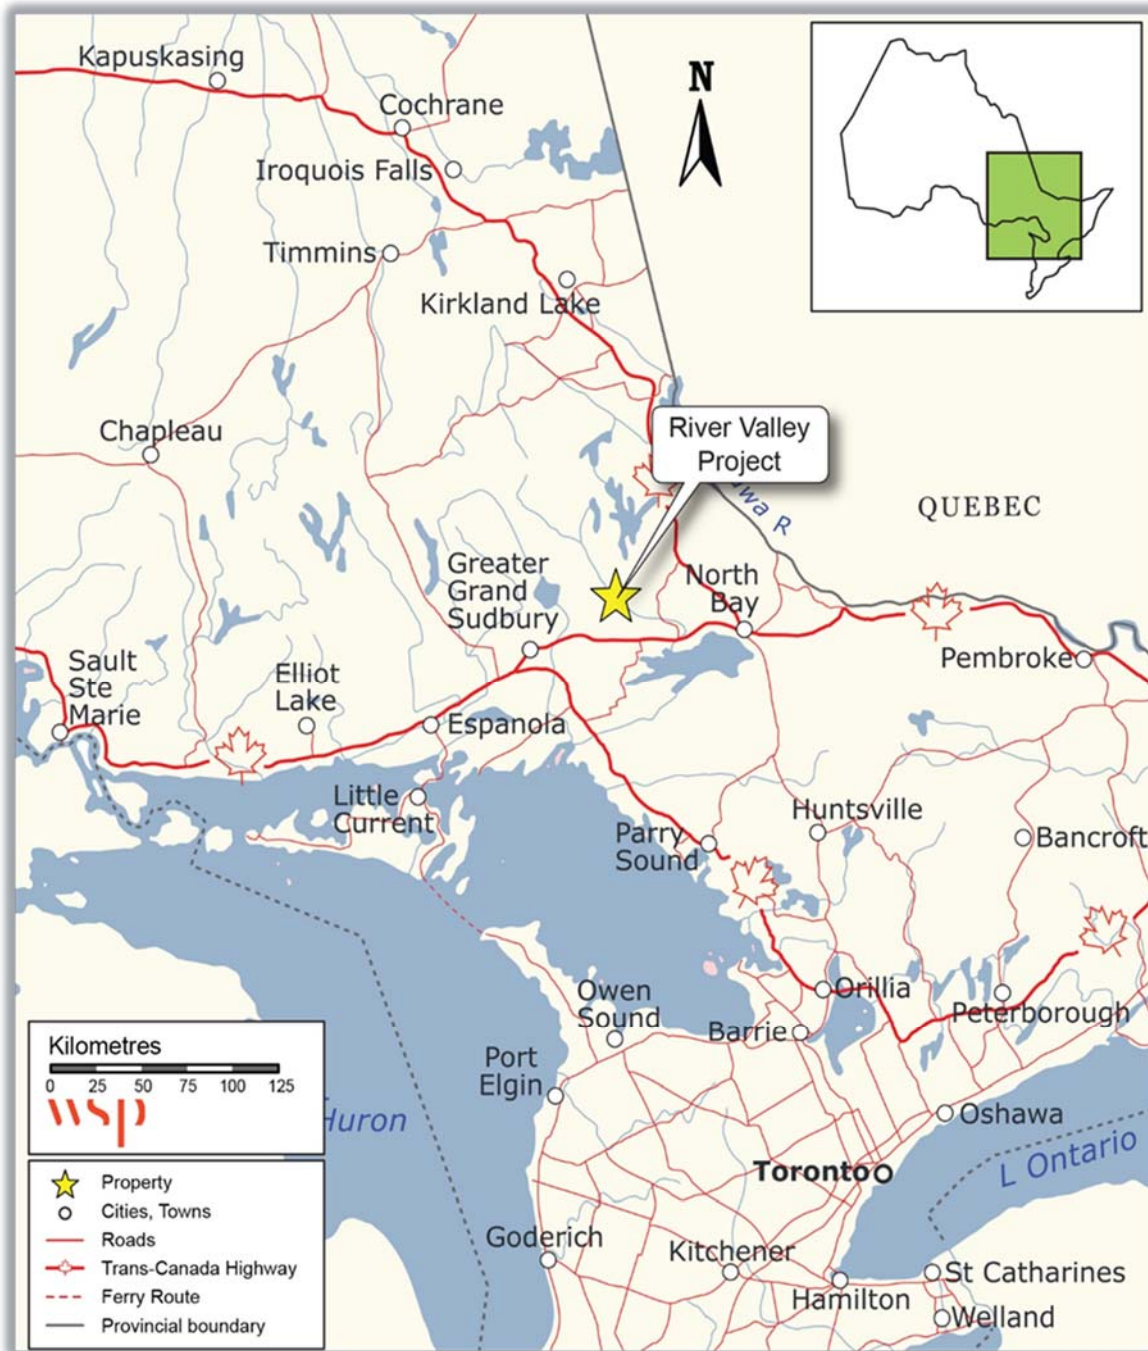 Kapuskasing
Cochrane
Iroquois Falls
N
Timmins
Kirkland Lake
Chapleau
River Valley
Project
QUEBEC
Greater
Grand
Sudbury
North
Bay
Pembroke
Sault
Ste
Marie
Elliot
Lake
Espanola
Little
Current
Parry
Sound
Huntsville
Bancroft
Owen
Sound
Orillia
Peterborough
Barrie
Port
Elgin
Kilometres
0 25 50 75 100 125
wsp
Huron
Oshawa
L Ontario
Toronto
Goderich
Kitchener
Hamilton
St Catharines
Welland
Property
Cities, Towns
Roads
Trans-Canada Highway
Ferry Route
Provincial boundary